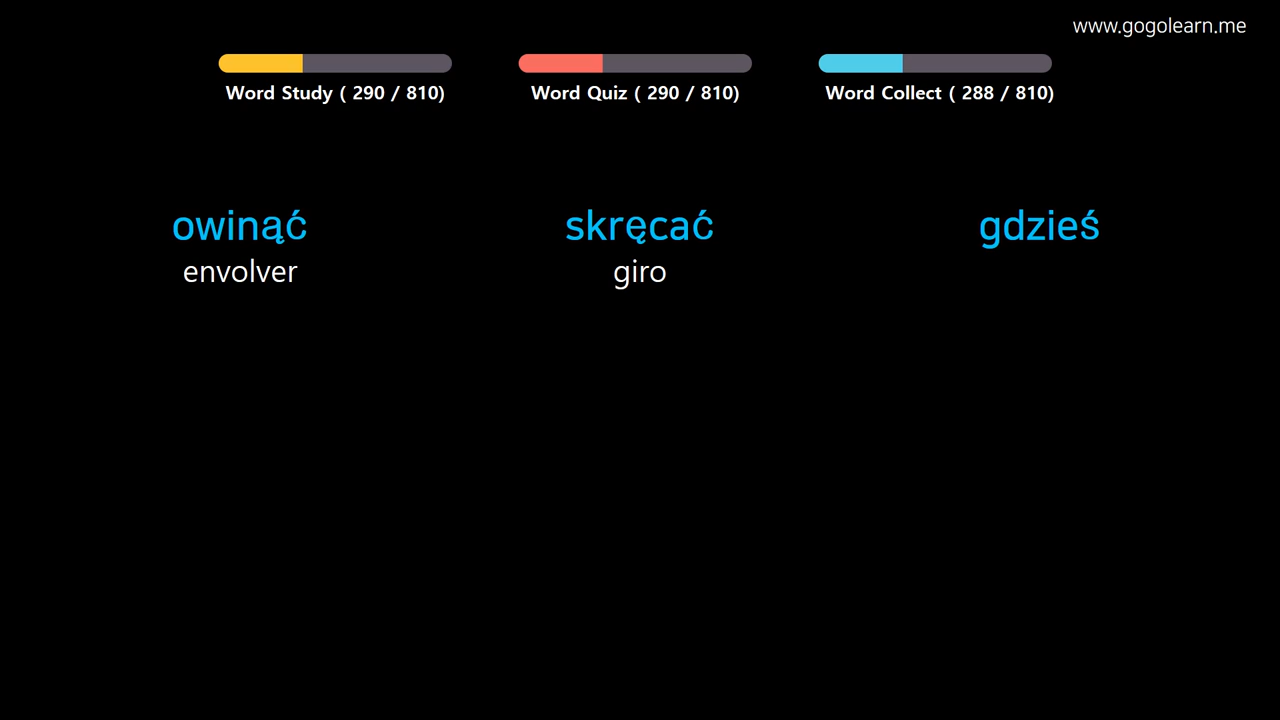 www.gogolearn.me
Word Study ( 290 / 810)
Word Quiz ( 290 / 810)
Word Collect ( 288 / 810)
owinąć
skręcać
gdzieś
envolver
giro